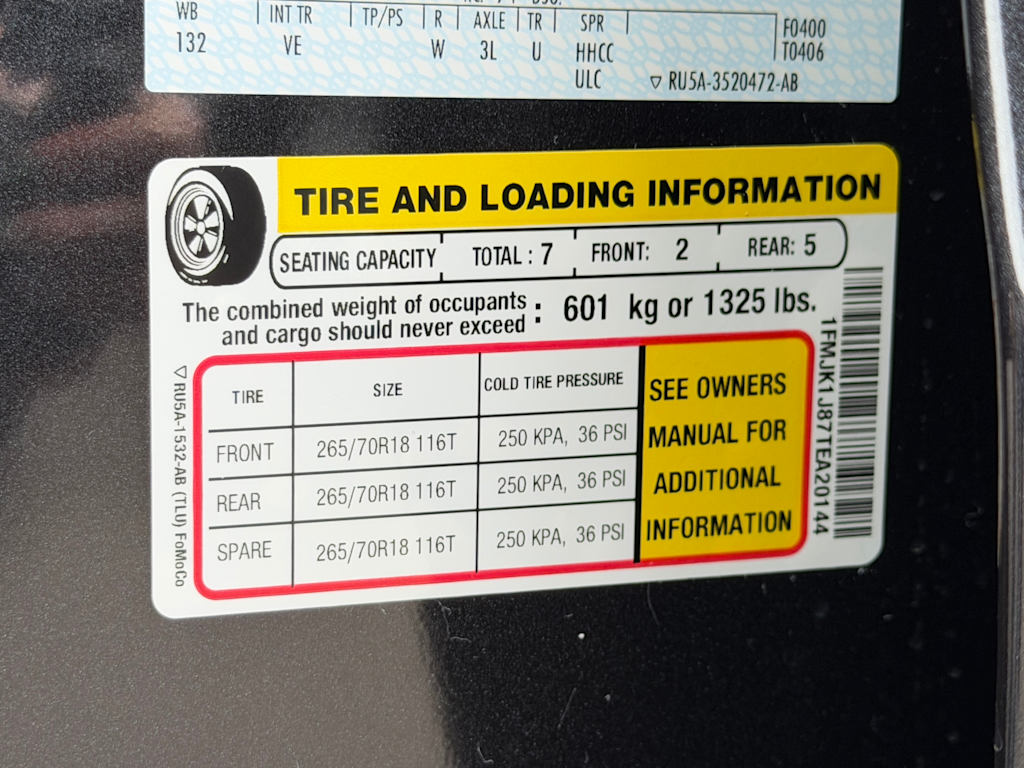 WB | INT TR | TP/PS | R | AXLE | TR | SPR
132 VE W 3L U HHCC F0400
ULC T0406
▽ RU5A-3520472-AB
TIRE AND LOADING INFORMATION
SEATING CAPACITY TOTAL : 7 FRONT: 2 REAR: 5
The combined weight of occupants
and cargo should never exceed : 601 kg or 1325 lbs.
TIRE SIZE COLD TIRE PRESSURE
FRONT 265/70R18 116T 250 KPA, 36 PSI
REAR 265/70R18 116T 250 KPA, 36 PSI
SPARE 265/70R18 116T 250 KPA, 36 PSI
SEE OWNERS
MANUAL FOR
ADDITIONAL
INFORMATION
▽ RU5A-1532-AB (TLU) FoMoCo
1FMJK1J87TEA20144